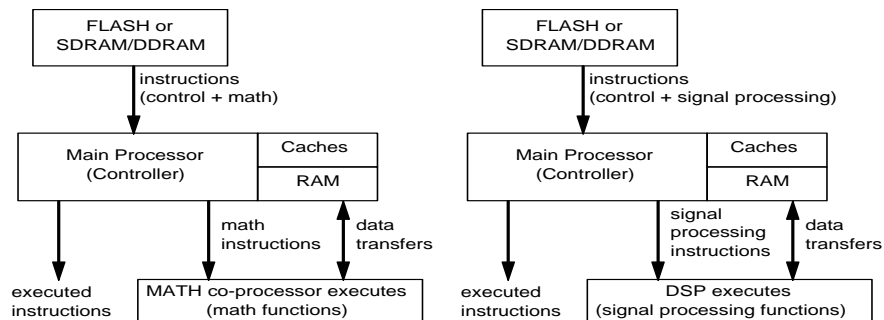 FLASH or
SDRAM/DDRAM
instructions
(control + math)
Main Processor
(Controller)
Caches
RAM
math
instructions
data
transfers
executed
instructions
MATH co-processor executes
(math functions)
FLASH or
SDRAM/DDRAM
instructions
(control + signal processing)
Main Processor
(Controller)
Caches
RAM
signal
processing
instructions
data
transfers
executed
instructions
DSP executes
(signal processing functions)